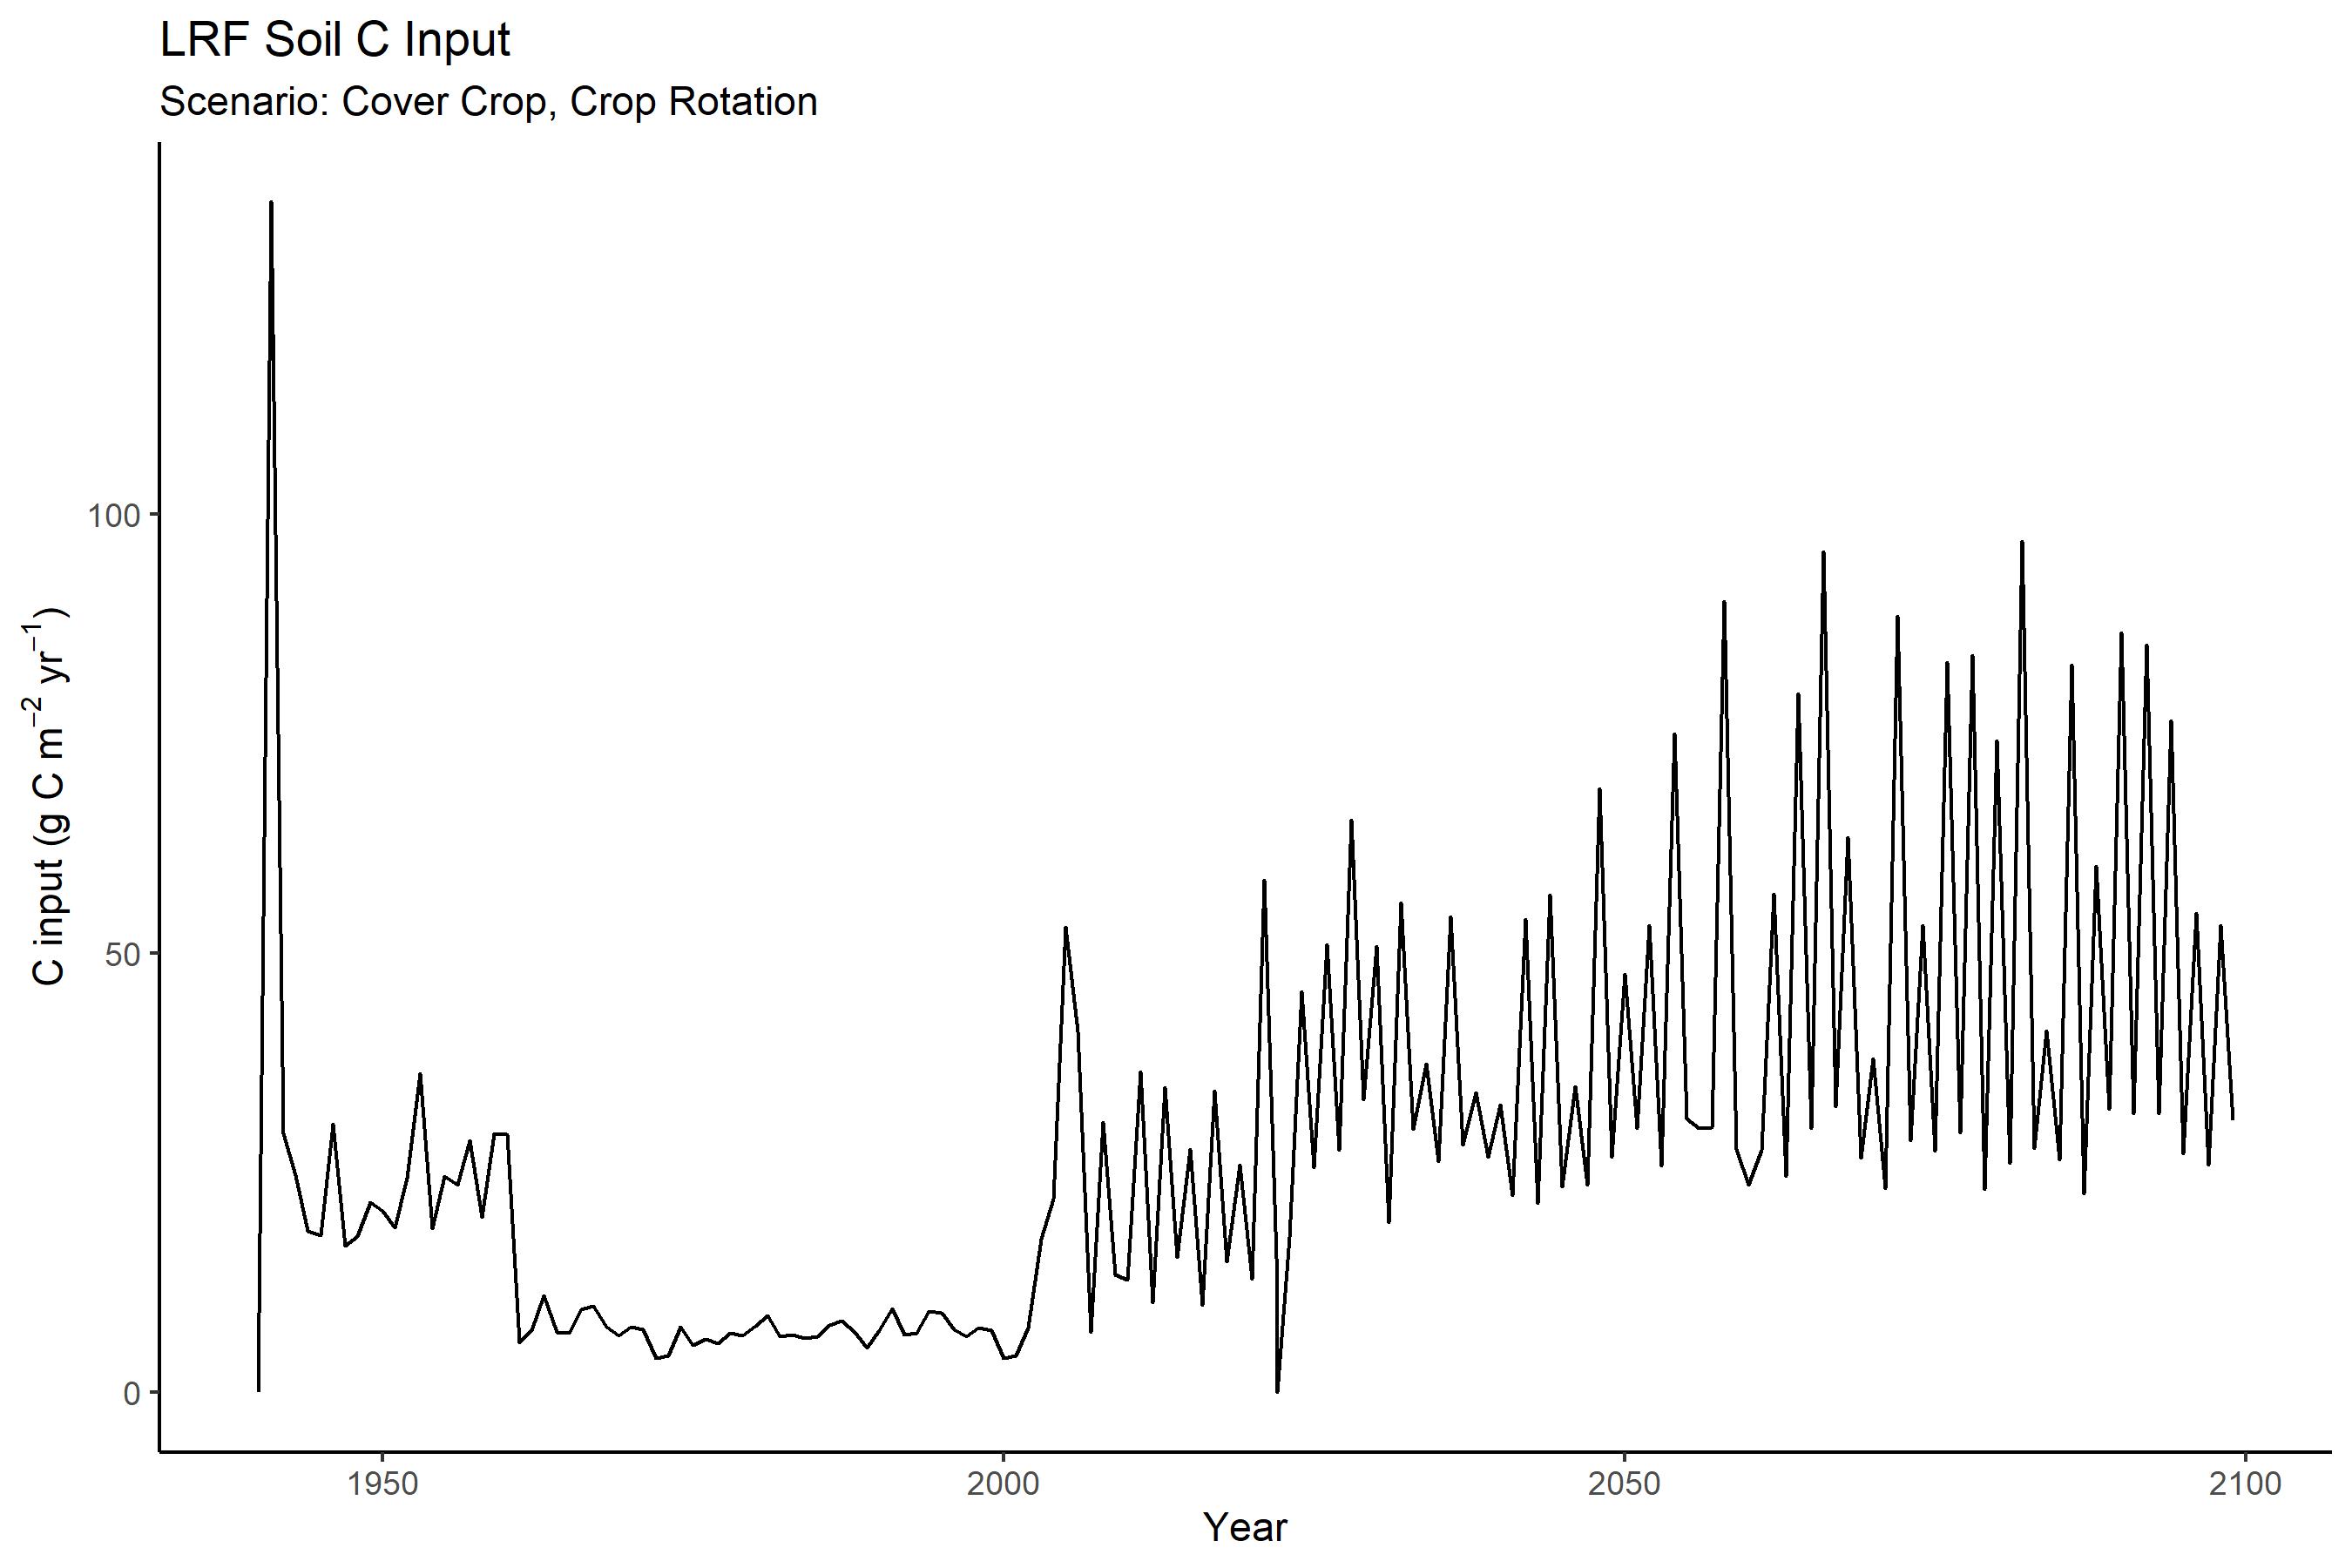 LRF Soil C Input
Scenario: Cover Crop, Crop Rotation
C input (g C m⁻² yr⁻¹)
100
50
0
1950
2000
2050
2100
Year